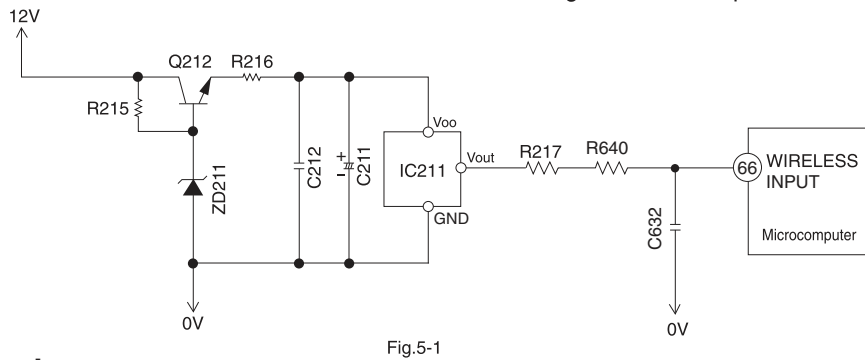 12V
Q212
R216
R215
ZD211
C212
+
-
C211
Voo
IC211
Vout
GND
R217
R640
C632
66
WIRELESS
INPUT
Microcomputer
0V
0V
Fig.5-1